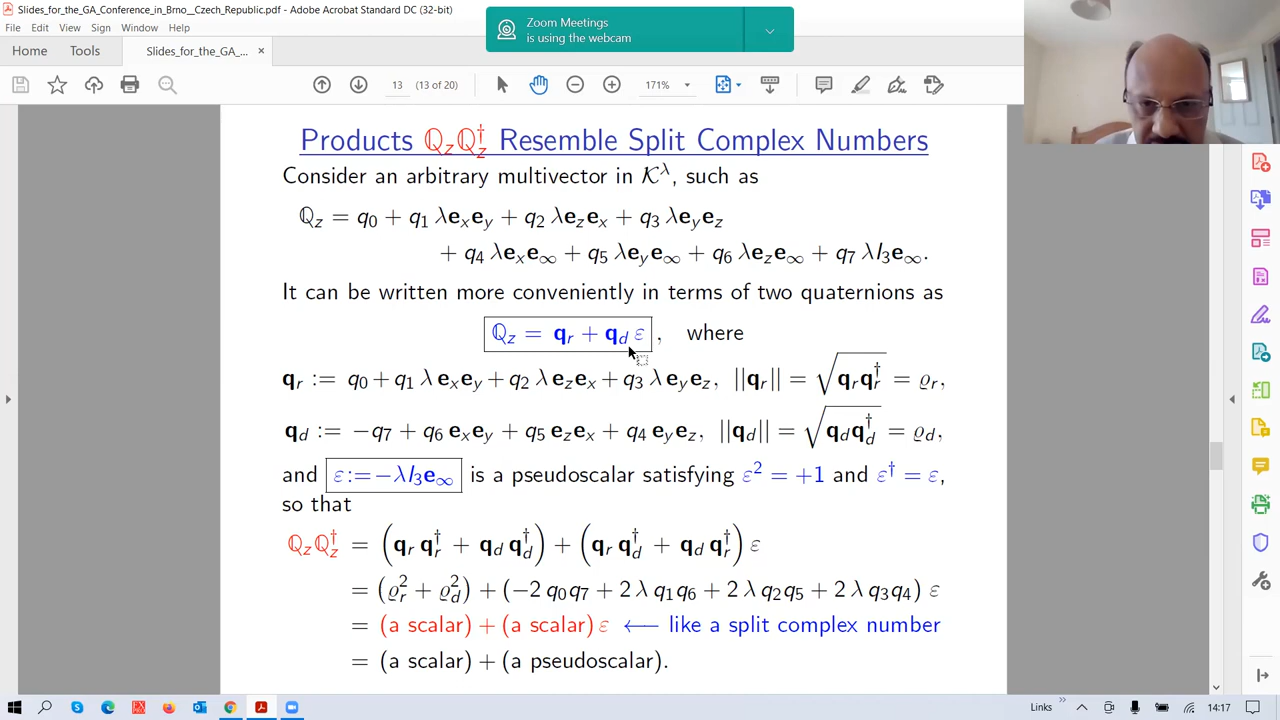 Slides_for_the_GA_Conference_in_Brno__Czech_Republic.pdf - Adobe Acrobat Standard DC (32-bit)
File Edit View Sign Window Help
Zoom Meetings
is using the webcam
Home Tools Slides_for_the_GA_... ×
13 (13 of 20) 171%
Products ℚ_z ℚ_z^† Resemble Split Complex Numbers
Consider an arbitrary multivector in 𝒦^λ, such as
ℚ_z = q_0 + q_1 λe_xe_y + q_2 λe_ze_x + q_3 λe_ye_z
+ q_4 λe_xe_∞ + q_5 λe_ye_∞ + q_6 λe_ze_∞ + q_7 λI_3e_∞.
It can be written more conveniently in terms of two quaternions as
ℚ_z = q_r + q_d ε , where
q_r := q_0 + q_1 λ e_xe_y + q_2 λ e_ze_x + q_3 λ e_ye_z, ||q_r|| = √(q_r q_r^†) = ϱ_r,
q_d := −q_7 + q_6 e_xe_y + q_5 e_ze_x + q_4 e_ye_z, ||q_d|| = √(q_d q_d^†) = ϱ_d,
and ε:=−λI_3e_∞ is a pseudoscalar satisfying ε² = +1 and ε^† = ε,
so that
ℚ_z ℚ_z^† = (q_r q_r^† + q_d q_d^†) + (q_r q_d^† + q_d q_r^†) ε
= (ϱ_r² + ϱ_d²) + (−2 q_0q_7 + 2 λ q_1q_6 + 2 λ q_2q_5 + 2 λ q_3q_4) ε
= (a scalar) + (a scalar) ε ⟵ like a split complex number
= (a scalar) + (a pseudoscalar).
Links » 14:17